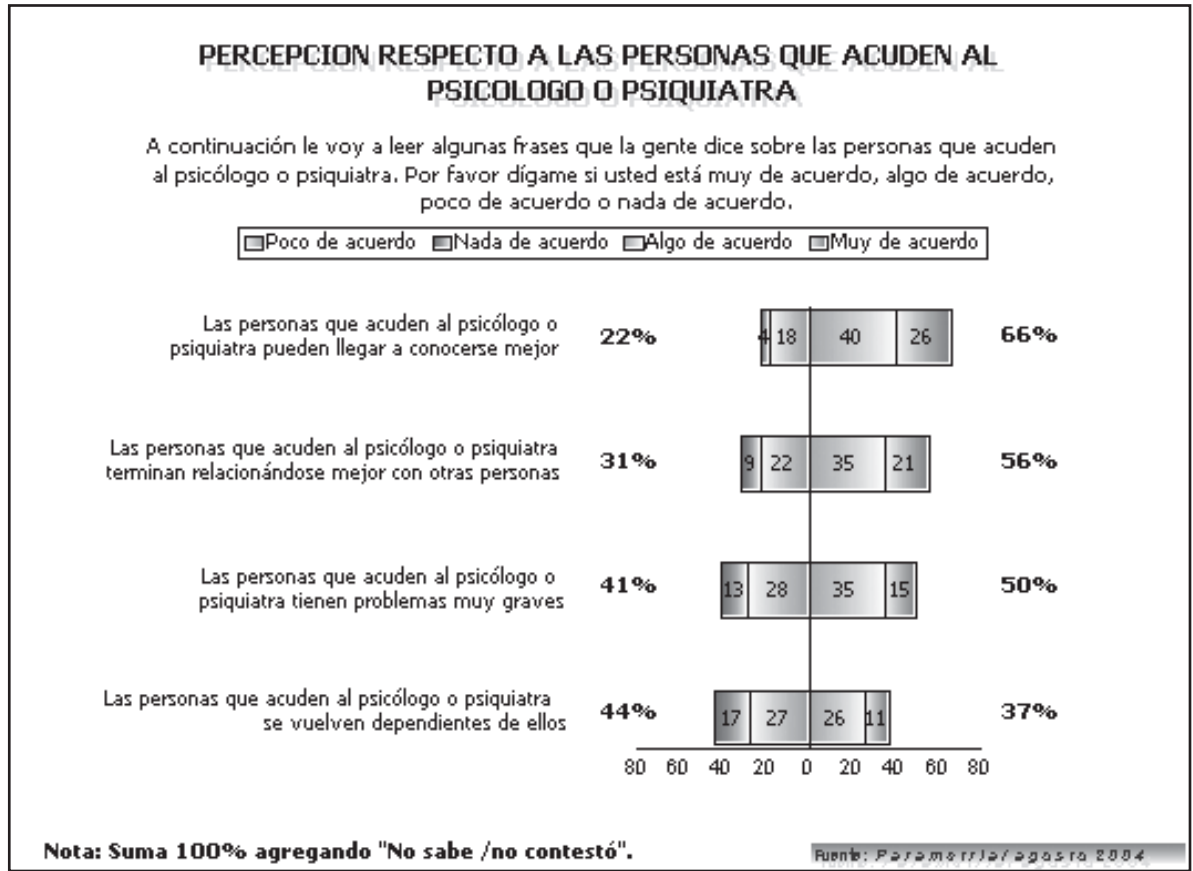 PERCEPCION RESPECTO A LAS PERSONAS QUE ACUDEN AL
PSICOLOGO O PSIQUIATRA
A continuación le voy a leer algunas frases que la gente dice sobre las personas que acuden
al psicólogo o psiquiatra. Por favor dígame si usted está muy de acuerdo, algo de acuerdo,
poco de acuerdo o nada de acuerdo.
Poco de acuerdo Nada de acuerdo Algo de acuerdo Muy de acuerdo
Las personas que acuden al psicólogo o
psiquiatra pueden llegar a conocerse mejor
22% 4 18 40 26 66%
Las personas que acuden al psicólogo o psiquiatra
terminan relacionándose mejor con otras personas
31% 9 22 35 21 56%
Las personas que acuden al psicólogo o
psiquiatra tienen problemas muy graves
41% 13 28 35 15 50%
Las personas que acuden al psicólogo o psiquiatra
se vuelven dependientes de ellos
44% 17 27 26 11 37%
80 60 40 20 0 20 40 60 80
Nota: Suma 100% agregando "No sabe /no contestó".
Fuente: Parametría/agosto 2004